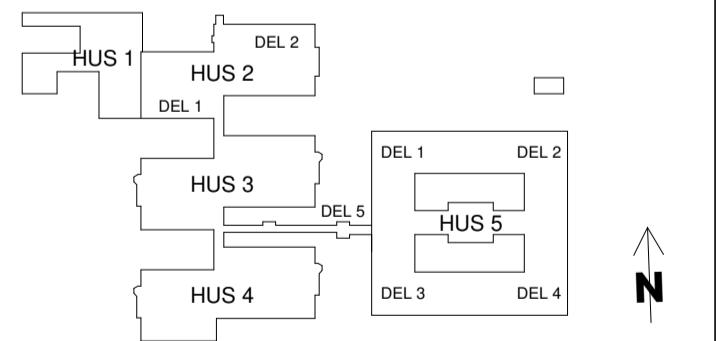 DEL 2
HUS 1
HUS 2
DEL 1
DEL 1
DEL 2
HUS 3
DEL 5
HUS 5
HUS 4
DEL 3
DEL 4
N